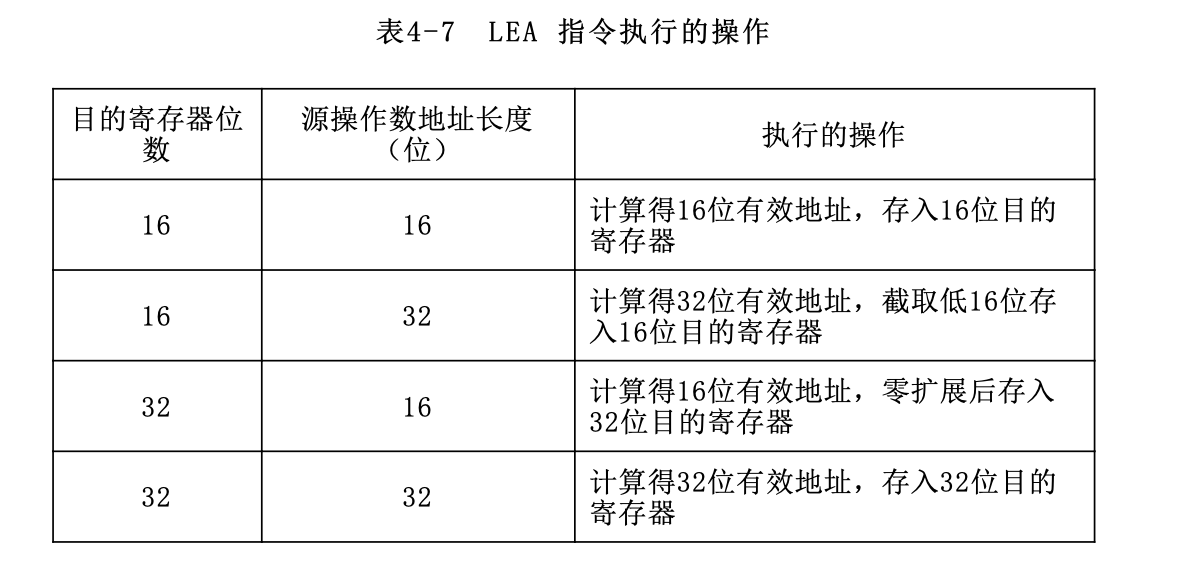 表4-7 LEA 指令执行的操作
目的寄存器位
数
源操作数地址长度
（位）
执行的操作
16
16
计算得16位有效地址，存入16位目的
寄存器
16
32
计算得32位有效地址，截取低16位存
入16位目的寄存器
32
16
计算得16位有效地址，零扩展后存入
32位目的寄存器
32
32
计算得32位有效地址，存入32位目的
寄存器